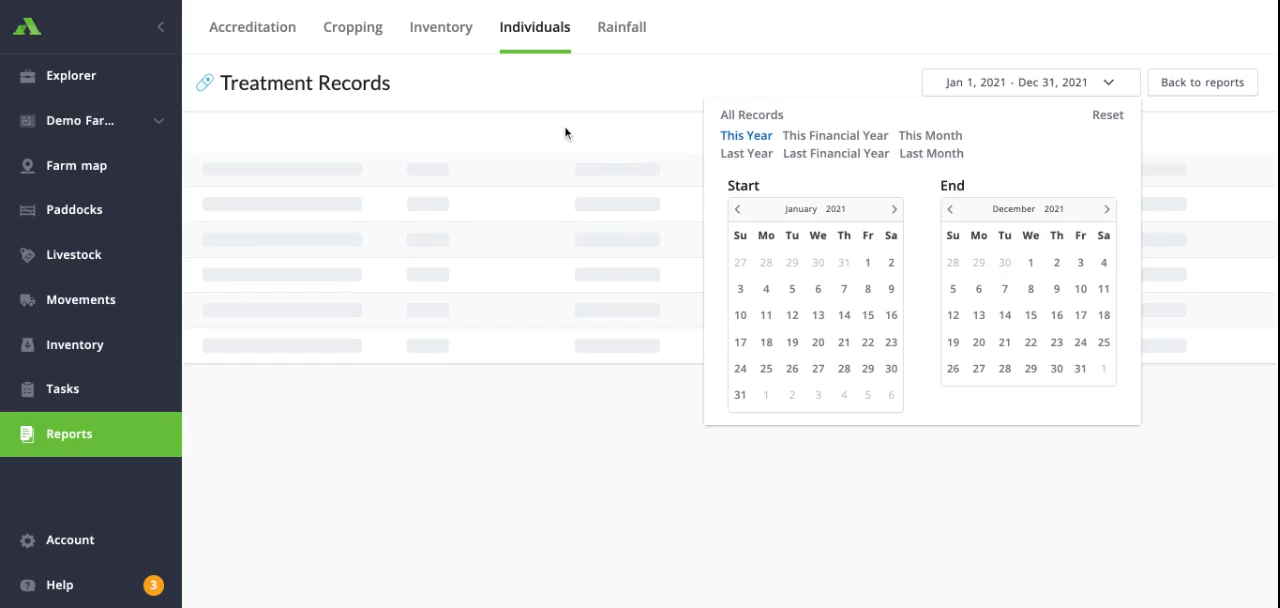 Accreditation Cropping Inventory Individuals Rainfall
Explorer
Demo Far...
Farm map
Paddocks
Livestock
Movements
Inventory
Tasks
Reports
Account
Help 3
Treatment Records
Jan 1, 2021 - Dec 31, 2021
Back to reports
All Records Reset
This Year This Financial Year This Month
Last Year Last Financial Year Last Month
Start
January 2021
Su Mo Tu We Th Fr Sa
27 28 29 30 31 1 2
3 4 5 6 7 8 9
10 11 12 13 14 15 16
17 18 19 20 21 22 23
24 25 26 27 28 29 30
31 1 2 3 4 5 6
End
December 2021
Su Mo Tu We Th Fr Sa
28 29 30 1 2 3 4
5 6 7 8 9 10 11
12 13 14 15 16 17 18
19 20 21 22 23 24 25
26 27 28 29 30 31 1